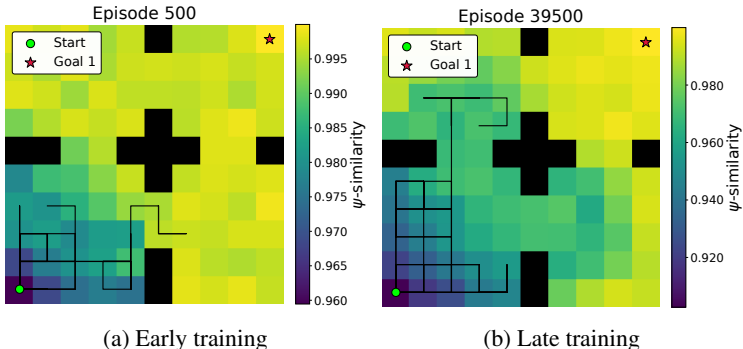 Episode 500
Start
Goal 1
0.995
0.990
0.985
0.980
0.975
0.970
0.965
0.960
ψ-similarity
(a) Early training
Episode 39500
Start
Goal 1
0.980
0.960
0.940
0.920
ψ-similarity
(b) Late training